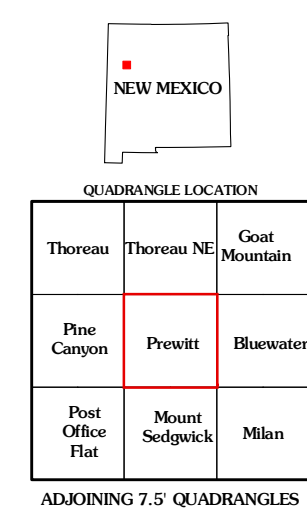 NEW MEXICO
QUADRANGLE LOCATION
Thoreau
Thoreau NE
Goat
Mountain
Pine
Canyon
Prewitt
Bluewater
Post
Office
Flat
Mount
Sedgwick
Milan
ADJOINING 7.5' QUADRANGLES